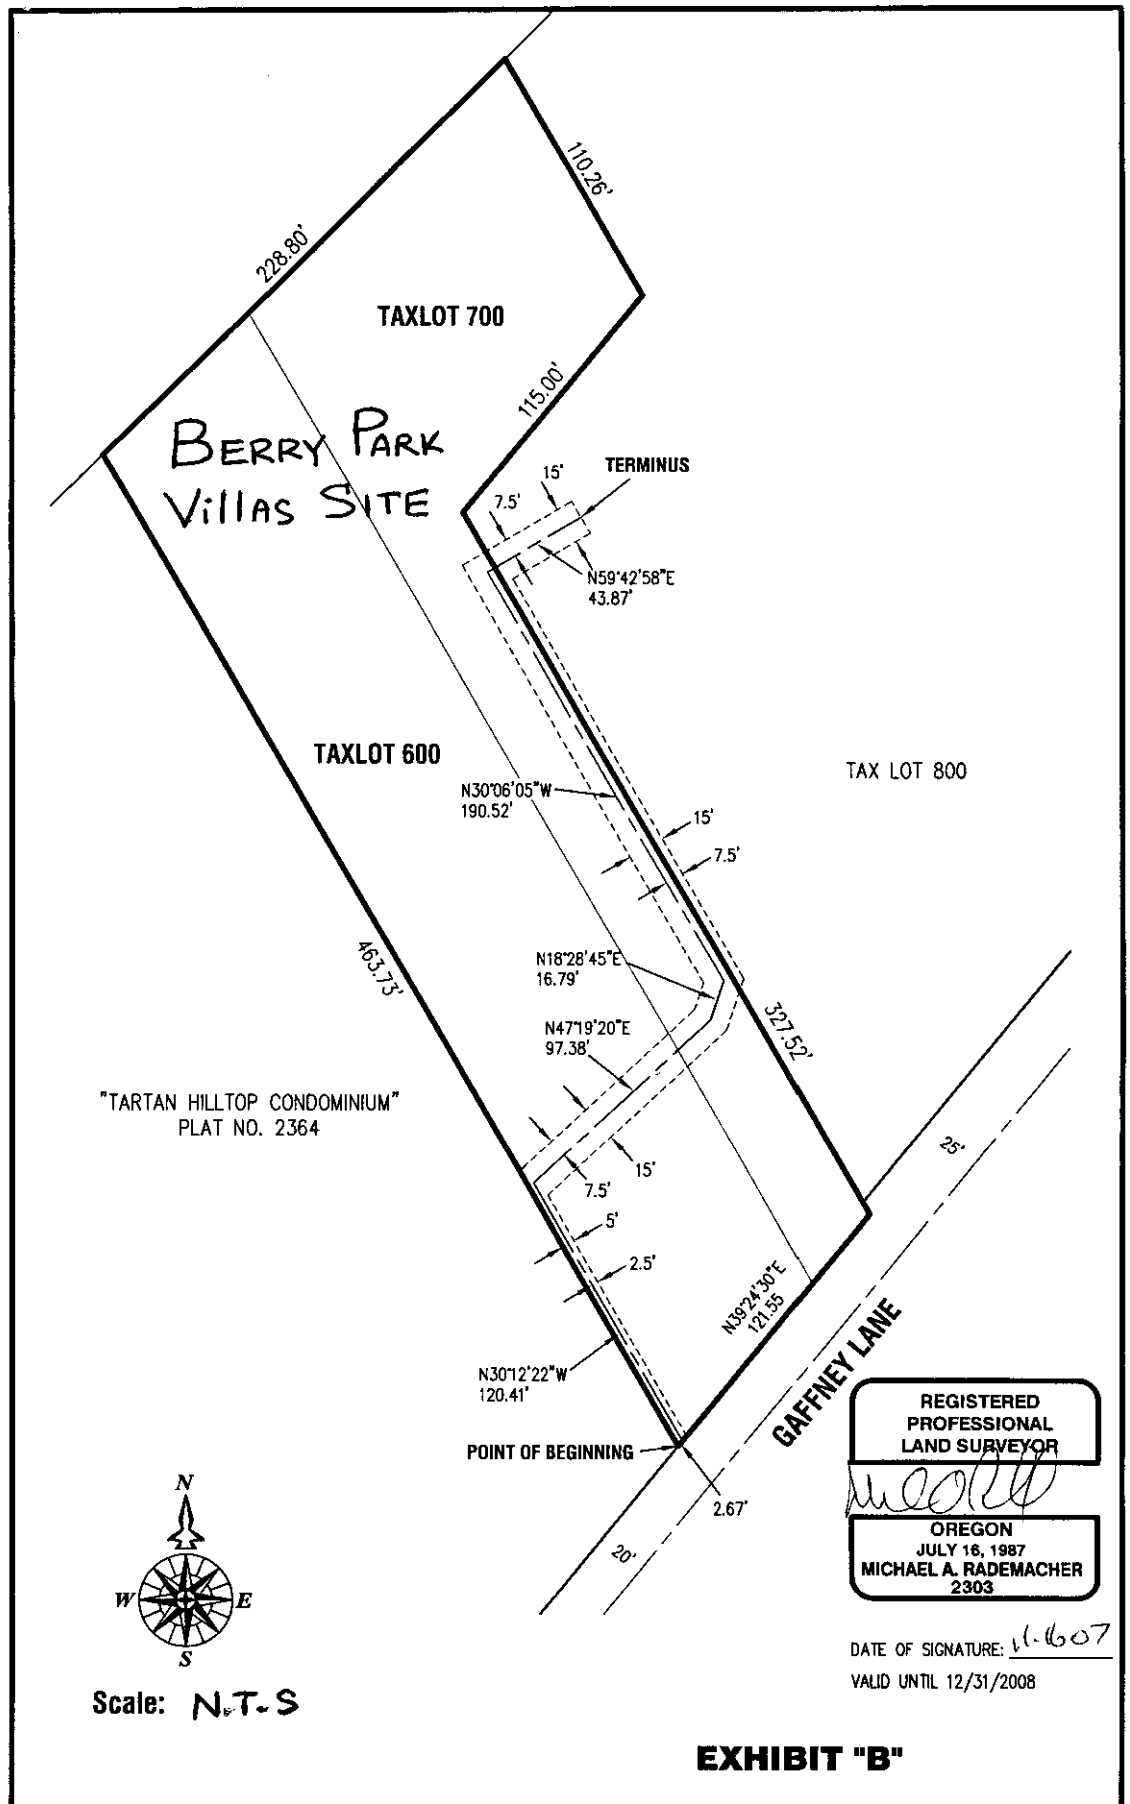 110.26'
228.80'
TAXLOT 700
115.00'
BERRY PARK
VillAS SITE
15'
TERMINUS
7.5'
N59°42'58"E
43.87'
TAXLOT 600
TAX LOT 800
N30°06'05"W
190.52'
15'
7.5'
463.73'
N18°28'45"E
16.79'
327.52'
N47°19'20"E
97.38'
"TARTAN HILLTOP CONDOMINIUM"
PLAT NO. 2364
25'
15'
7.5'
5'
2.5'
N39°24'30"E
121.55
GAFFNEY LANE
N30°12'22"W
120.41'
POINT OF BEGINNING
2.67'
20'
REGISTERED
PROFESSIONAL
LAND SURVEYOR
OREGON
JULY 16, 1987
MICHAEL A. RADEMACHER
2303
N
W
E
S
DATE OF SIGNATURE:
VALID UNTIL 12/31/2008
Scale: N.T.S
EXHIBIT "B"